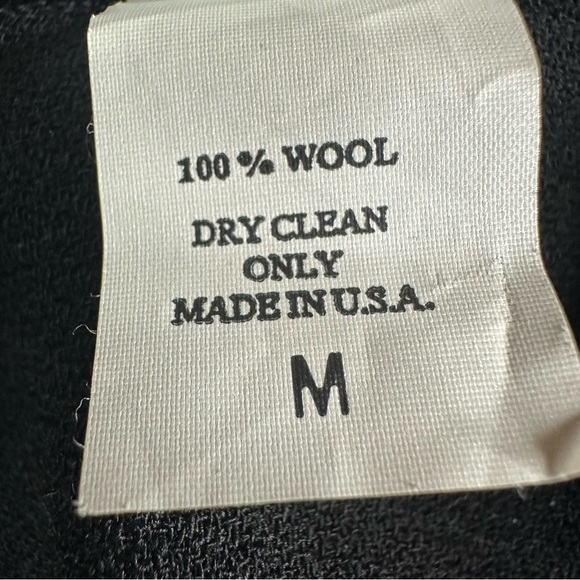 100 % WOOL
DRY CLEAN
ONLY
MADE IN U.S.A.
M